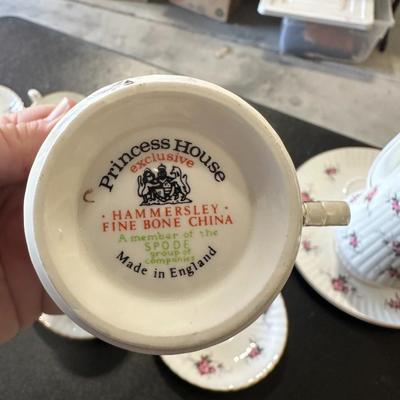 Princess House
exclusive
· HAMMERSLEY ·
FINE BONE CHINA
A member of the
SPODE
group of
companies
Made in England